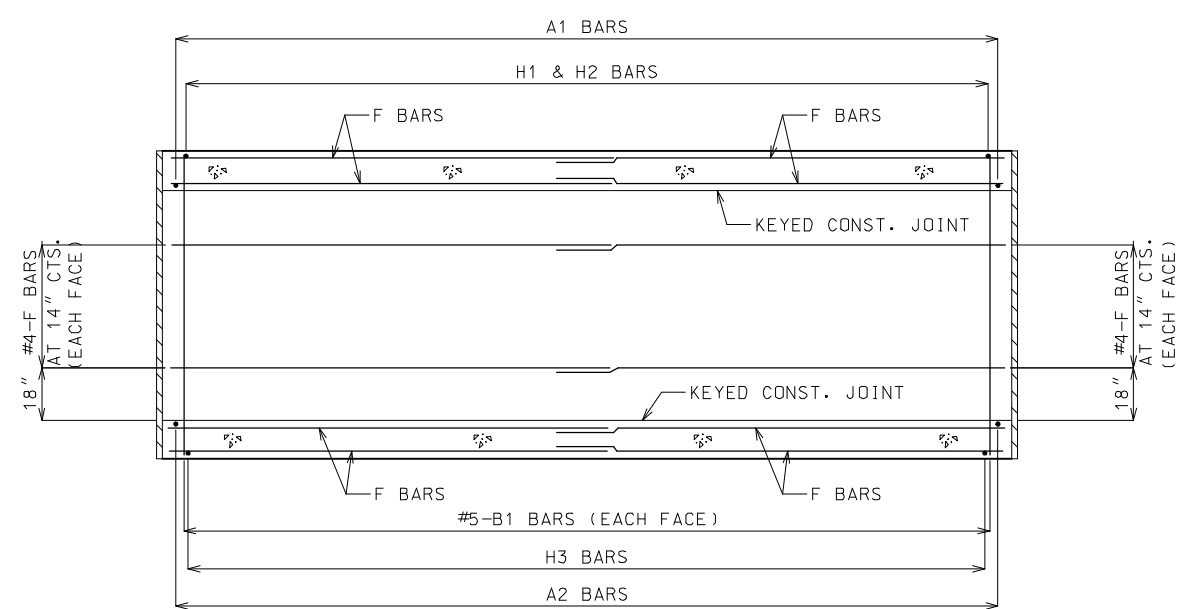 A1 BARS
H1 & H2 BARS
F BARS
F BARS
KEYED CONST. JOINT
#4-F BARS
AT 14" CTS.
(EACH FACE)
18"
#4-F BARS
AT 14" CTS.
(EACH FACE)
18"
KEYED CONST. JOINT
F BARS
F BARS
#5-B1 BARS (EACH FACE)
H3 BARS
A2 BARS